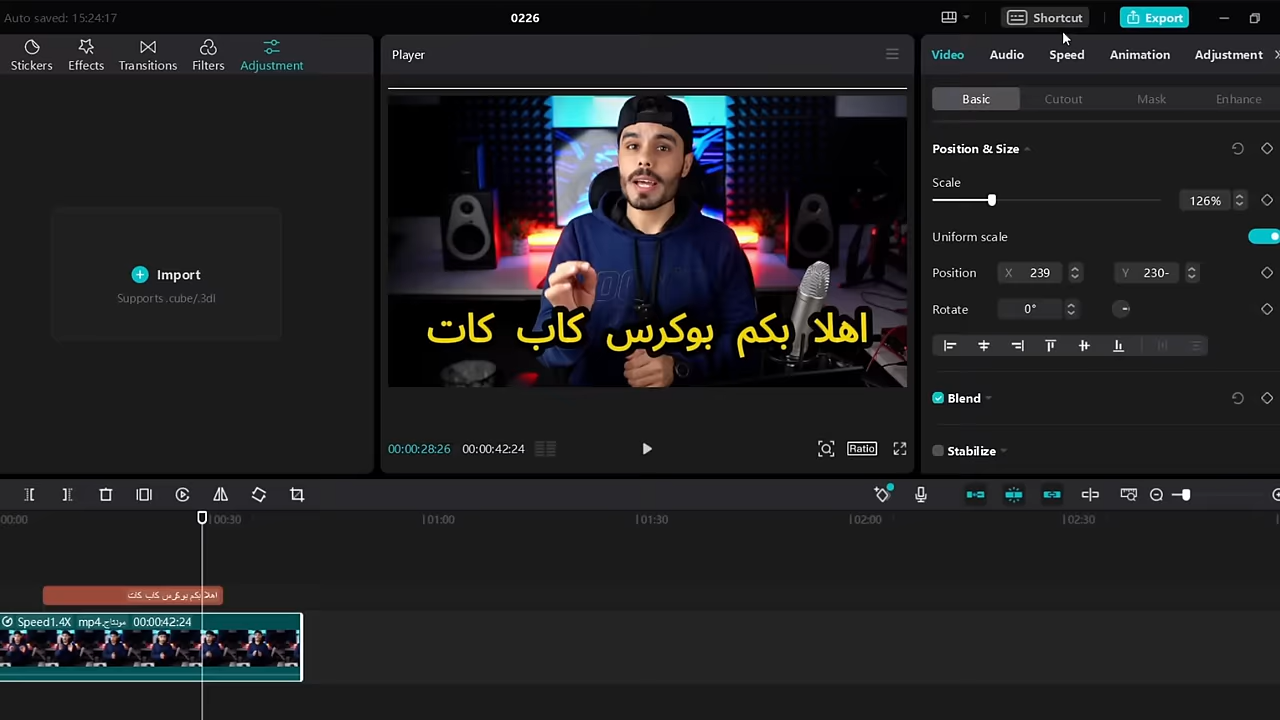 Auto saved: 15:24:17
0226
Shortcut
Export
Stickers
Effects
Transitions
Filters
Adjustment
Import
Supports .cube/.3dl
Player
اهلا بكم بوكرس كاب كات
00:00:28:26 00:00:42:24
Ratio
Video Audio Speed Animation Adjustment
Basic Cutout Mask Enhance
Position & Size
Scale
126%
Uniform scale
Position X 239 Y 230-
Rotate 0°
Blend
Stabilize
00:00 00:30 01:00 01:30 02:00 02:30
اهلا بكم بوكرس كاب كات
Speed1.4X مونتاج.mp4 00:00:42:24